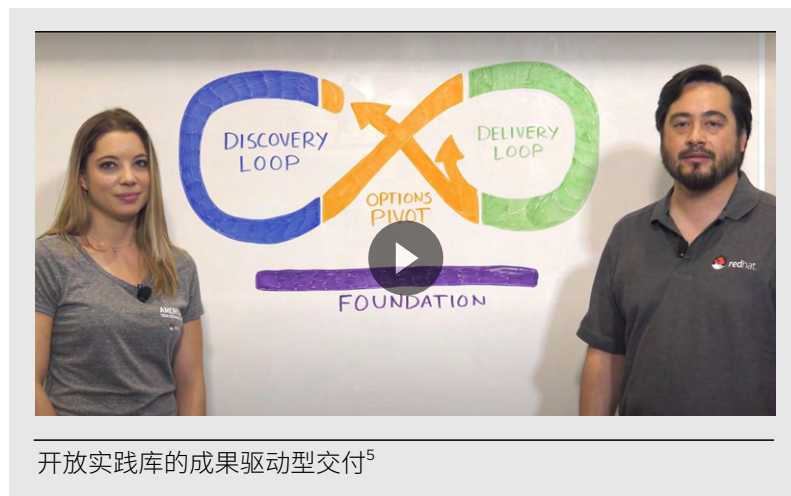 DISCOVERY
LOOP
DELIVERY
LOOP
OPTIONS
PIVOT
FOUNDATION
redhat
开放实践库的成果驱动型交付5